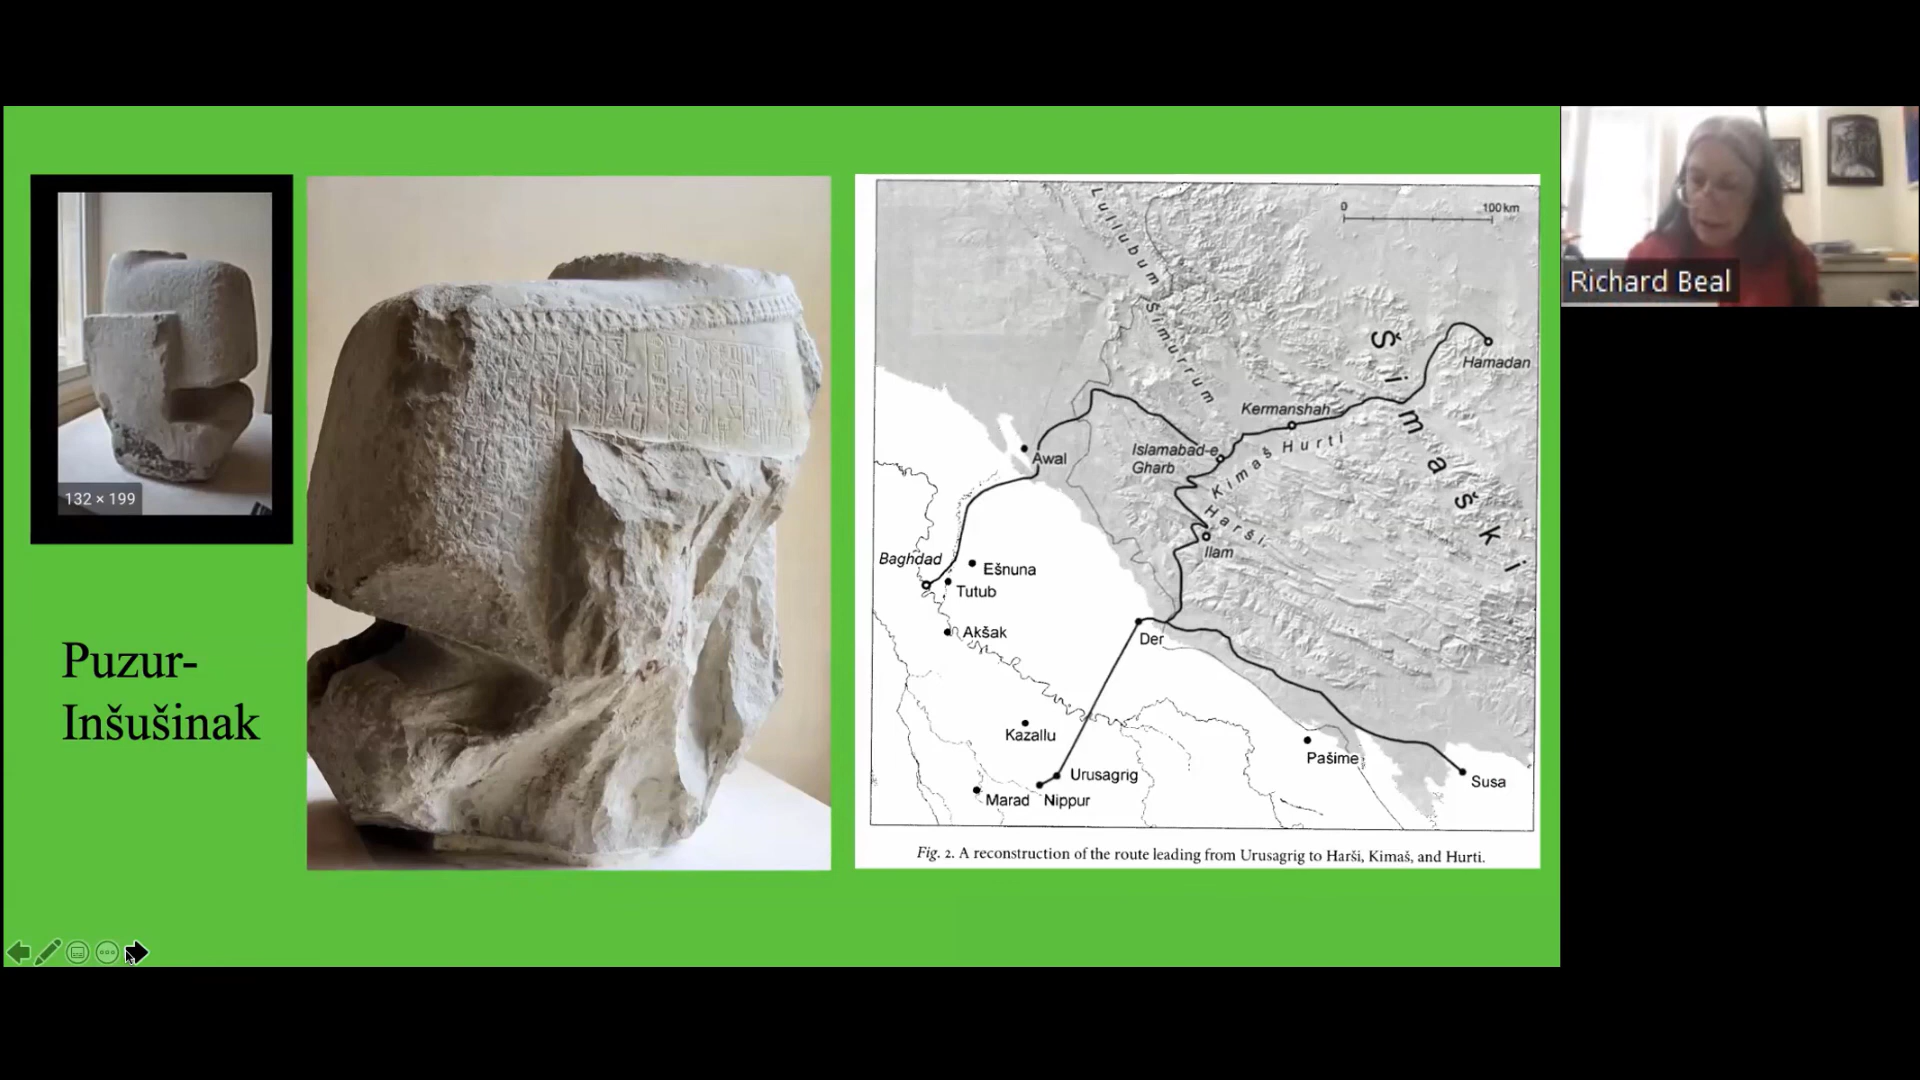 132 × 199
Puzur-
Inšušinak
0 100 km
Lullubum
Šimurrum
Šimaški
Hamadan
Kermanshah
Hurti
Islamabad-e
Gharb
Kimaš
Awal
Harši
Ilam
Baghdad
Ešnuna
Tutub
Akšak
Der
Kazallu
Pašime
Urusagrig
Susa
Marad
Nippur
Fig. 2. A reconstruction of the route leading from Urusagrig to Harši, Kimaš, and Hurti.
Richard Beal